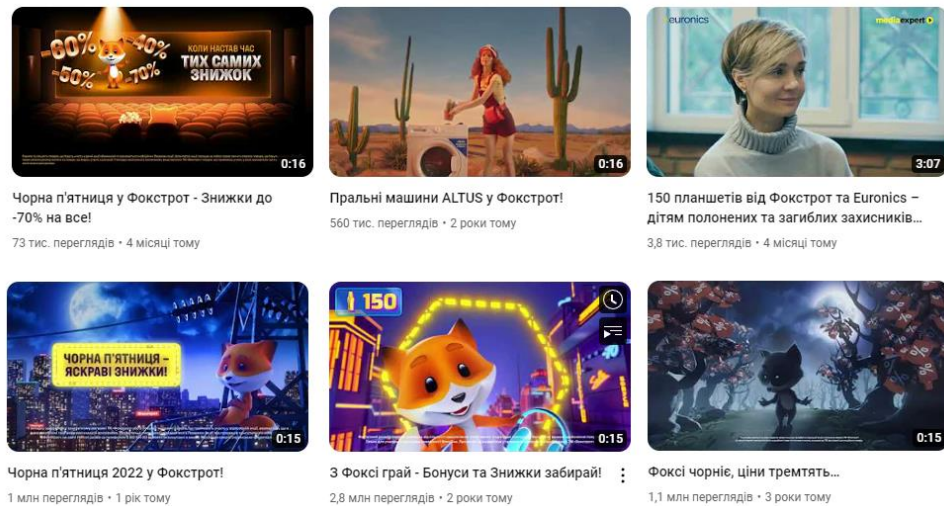 -60%
-40%
-50%
-70%
КОЛИ НАСТАВ ЧАС
ТИХ САМИХ
ЗНИЖОК
0:16
0:16
euronics
mediaexpert
3:07
Чорна п'ятниця у Фокстрот - Знижки до
-70% на все!
73 тис. переглядів • 4 місяці тому
Пральні машини ALTUS у Фокстрот!
560 тис. переглядів • 2 роки тому
150 планшетів від Фокстрот та Euronics –
дітям полонених та загиблих захисників...
3,8 тис. переглядів • 4 місяці тому
ЧОРНА П'ЯТНИЦЯ –
ЯСКРАВІ ЗНИЖКИ!
0:15
150
0:15
0:15
Чорна п'ятниця 2022 у Фокстрот!
1 млн переглядів • 1 рік тому
З Фоксі грай - Бонуси та Знижки забирай!
2,8 млн переглядів • 2 роки тому
Фоксі чорніє, ціни тремтять...
1,1 млн переглядів • 3 роки тому